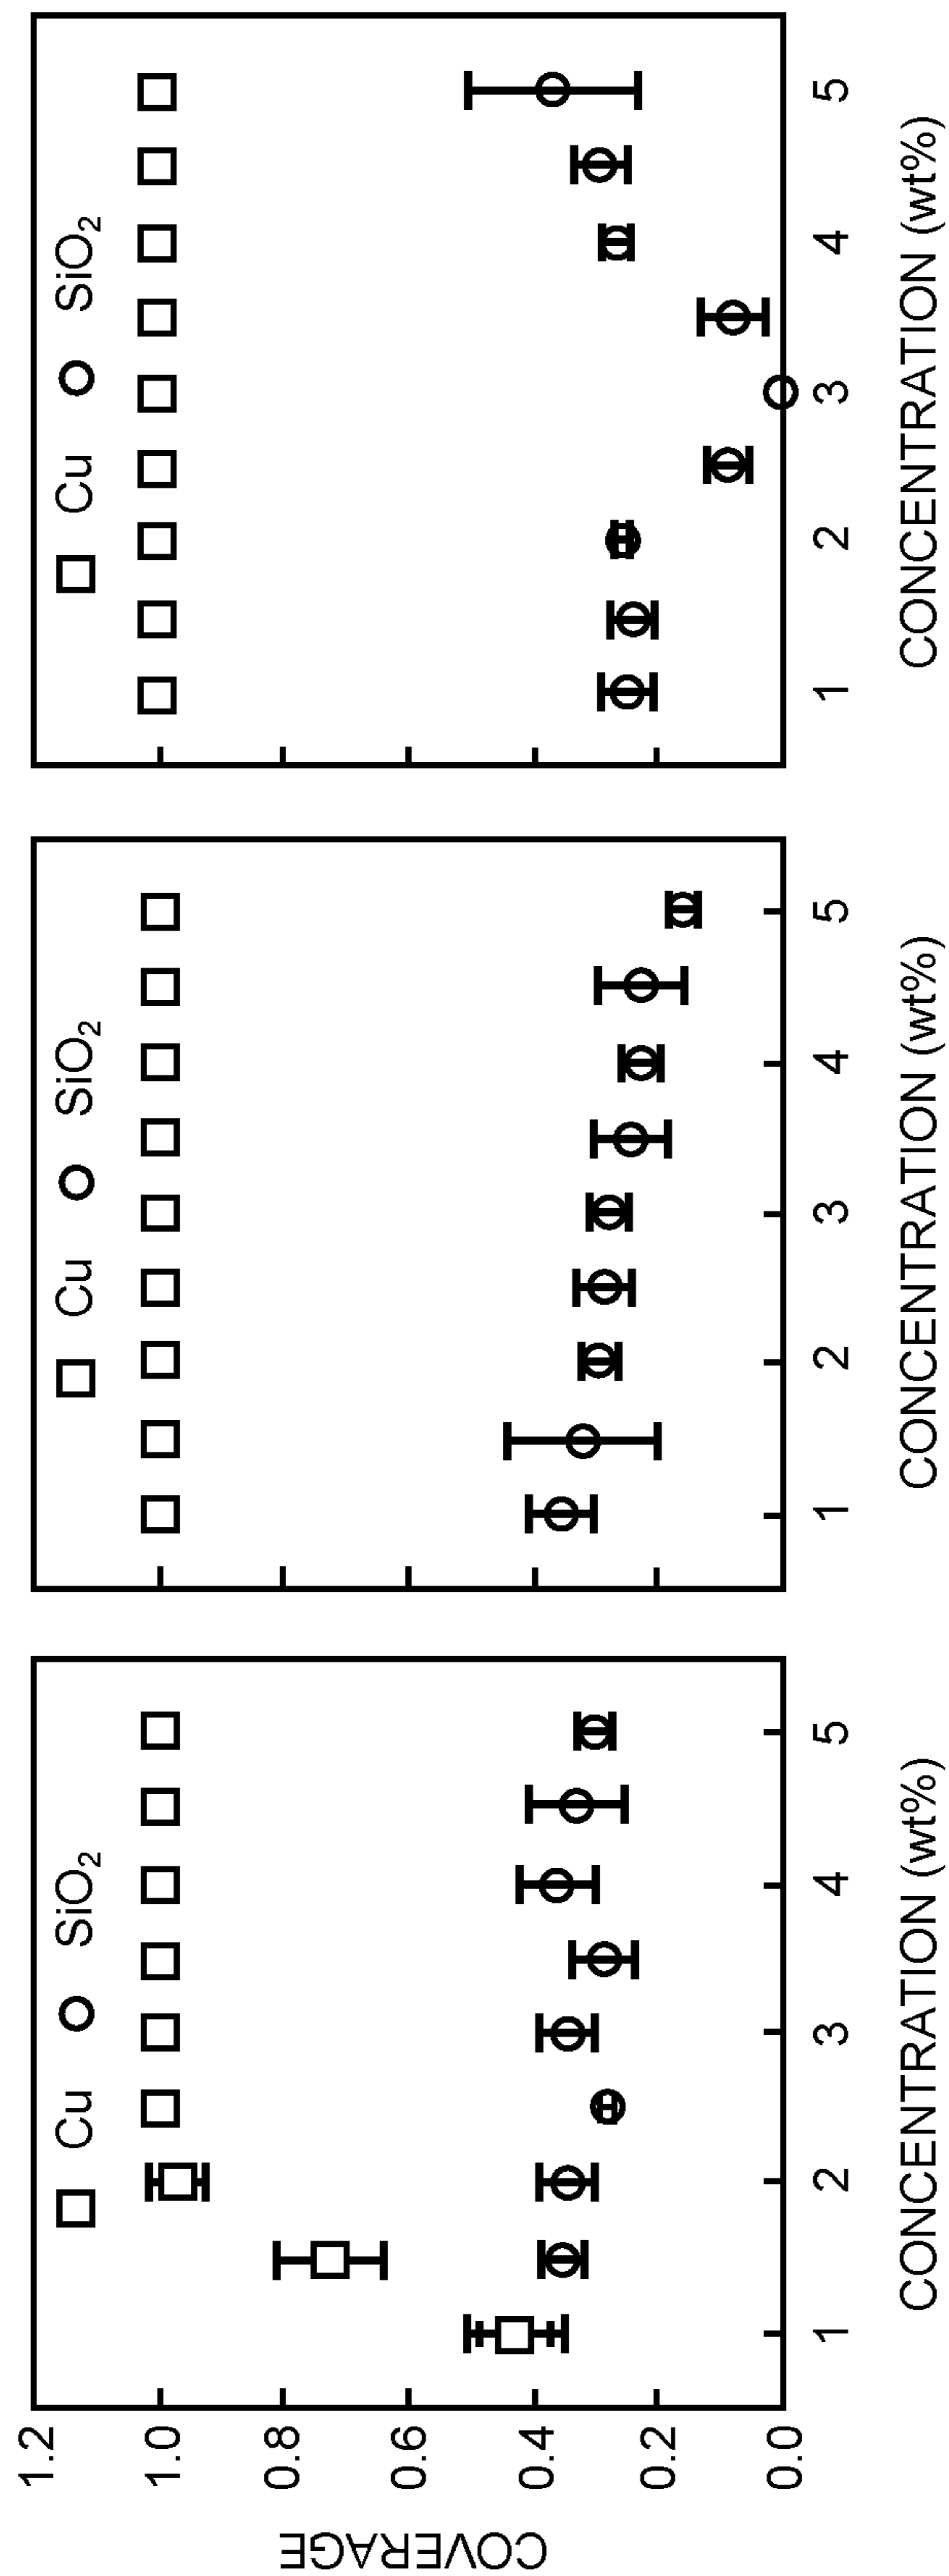 Cu SiO2
Cu SiO2
Cu SiO2
COVERAGE
1.2
1.0
0.8
0.6
0.4
0.2
0.0
1 2 3 4 5
1 2 3 4 5
1 2 3 4 5
CONCENTRATION (wt%)
CONCENTRATION (wt%)
CONCENTRATION (wt%)